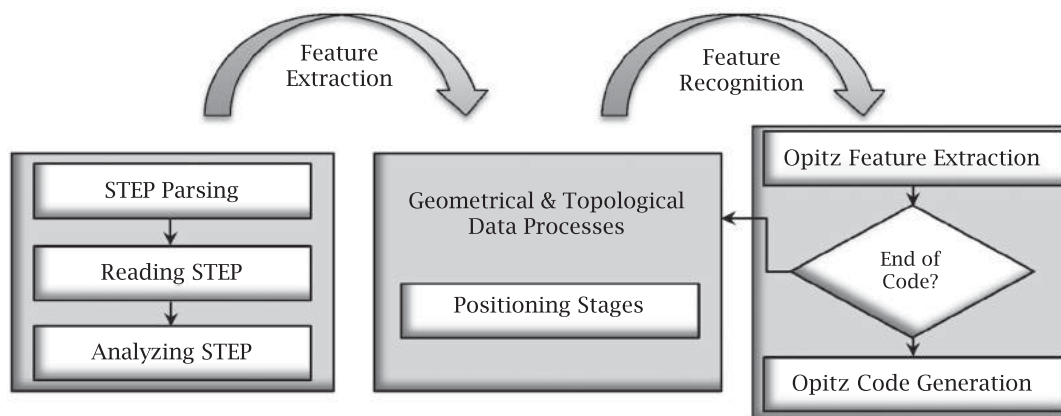 Feature
Extraction
Feature
Recognition
STEP Parsing
Reading STEP
Analyzing STEP
Geometrical & Topological
Data Processes
Positioning Stages
Opitz Feature Extraction
End of
Code?
Opitz Code Generation